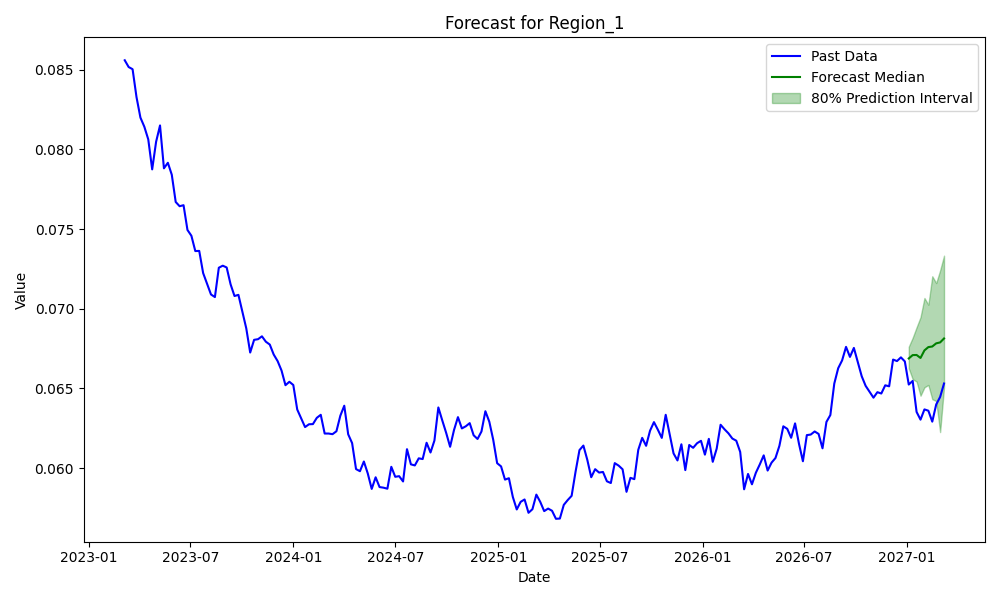 Forecast for Region_1
Past Data
Forecast Median
80% Prediction Interval
Value
0.085
0.080
0.075
0.070
0.065
0.060
2023-01
2023-07
2024-01
2024-07
2025-01
2025-07
2026-01
2026-07
2027-01
Date